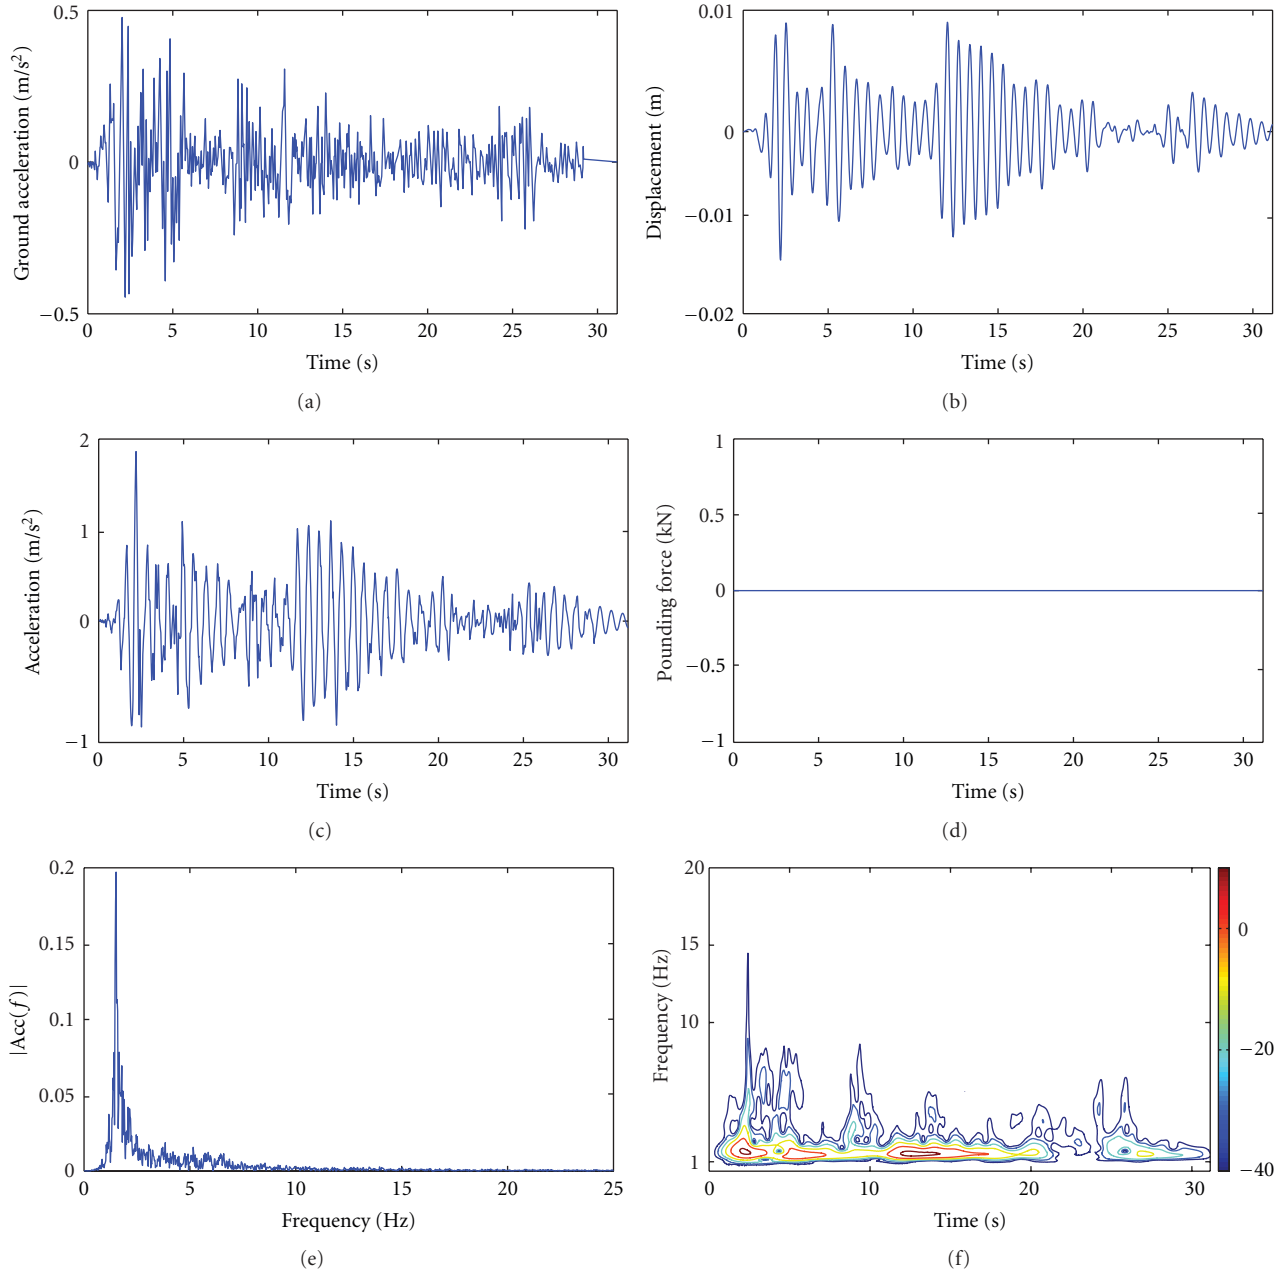 0.5
0
−0.5
Ground acceleration (m/s²)
0 5 10 15 20 25 30
Time (s)
(a)
0.01
0
−0.01
−0.02
Displacement (m)
0 5 10 15 20 25 30
Time (s)
(b)
2
1
0
−1
Acceleration (m/s²)
0 5 10 15 20 25 30
Time (s)
(c)
1
0.5
0
−0.5
−1
Pounding force (kN)
0 5 10 15 20 25 30
Time (s)
(d)
0.2
0.15
0.1
0.05
0
|Acc(f)|
0 5 10 15 20 25
Frequency (Hz)
(e)
20
15
10
1
Frequency (Hz)
0 10 20 30
Time (s)
0
−20
−40
(f)